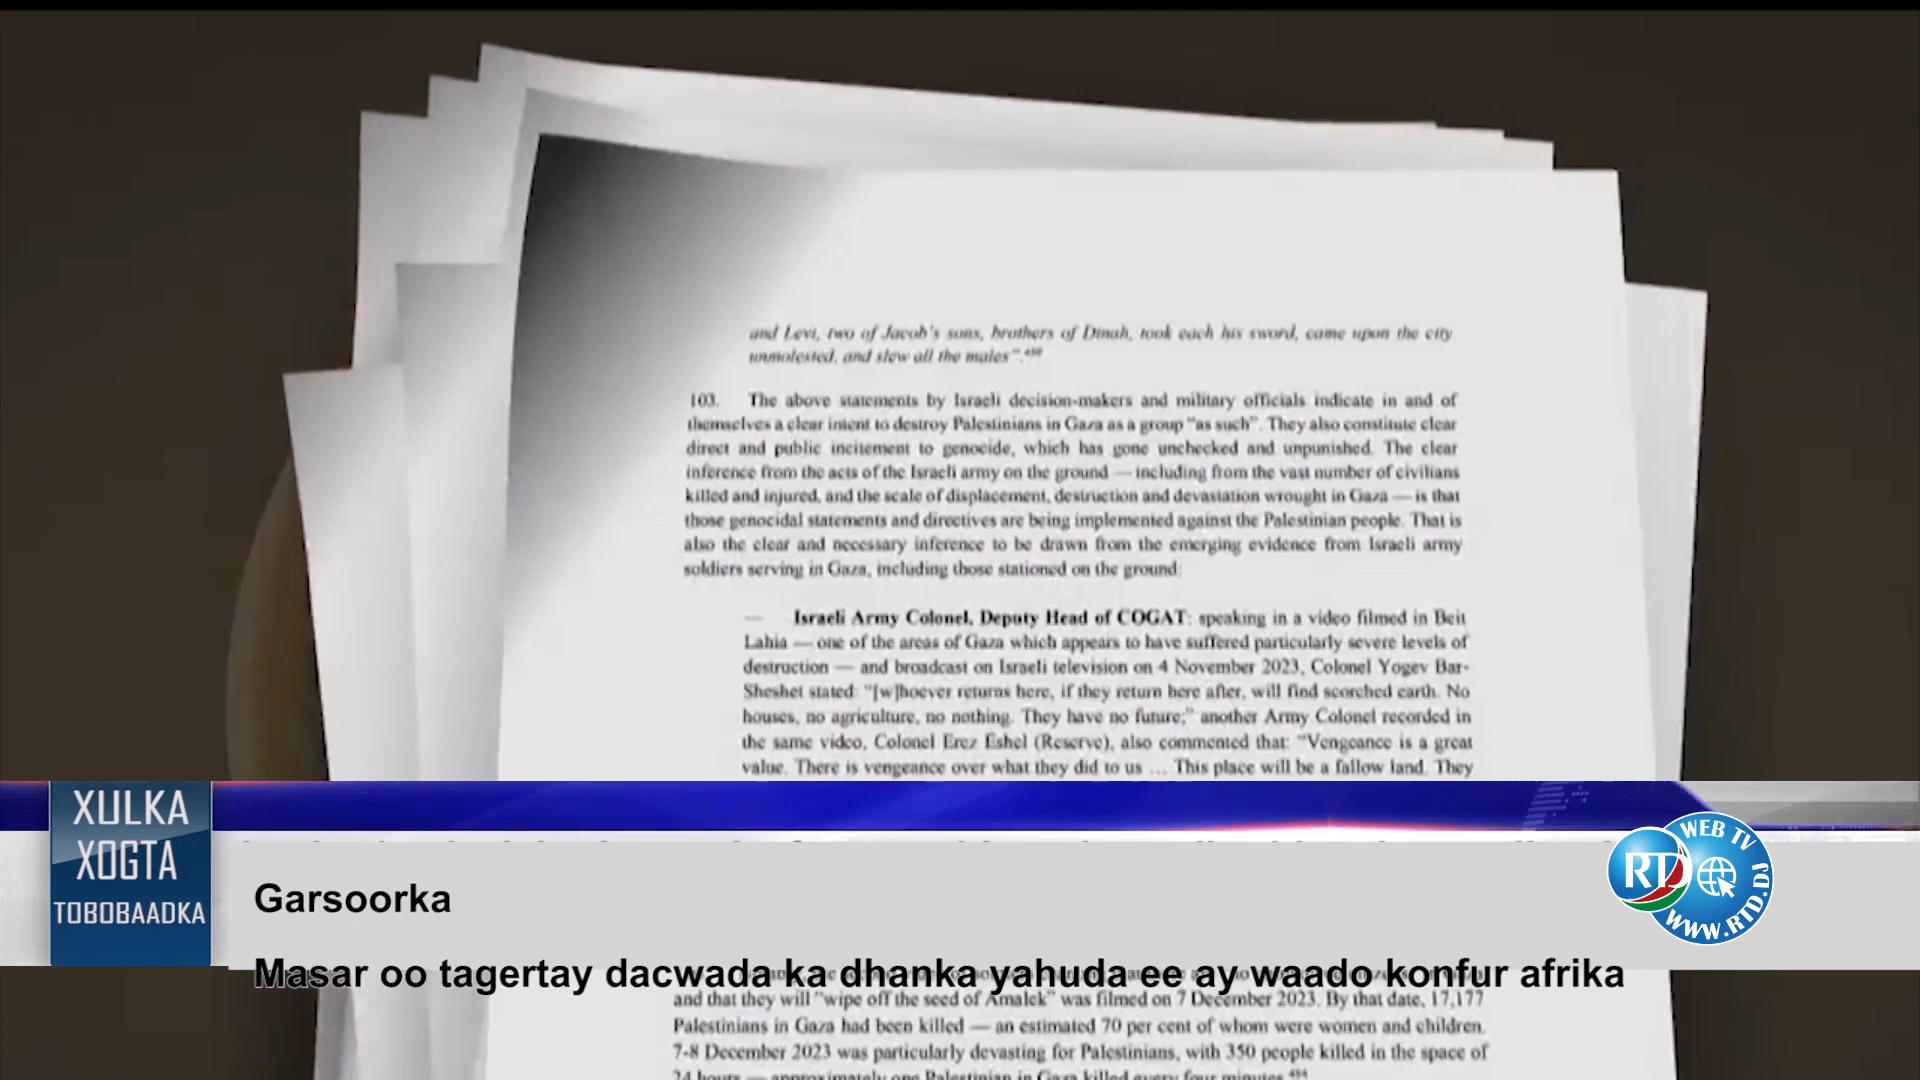 and Levi, two of Jacob's sons, brothers of Dinah, took each his sword, came upon the city
unmolested, and slew all the males".
103. The above statements by Israeli decision-makers and military officials indicate in and of
themselves a clear intent to destroy Palestinians in Gaza as a group "as such". They also constitute clear
direct and public incitement to genocide, which has gone unchecked and unpunished. The clear
inference from the acts of the Israeli army on the ground — including from the vast number of civilians
killed and injured, and the scale of displacement, destruction and devastation wrought in Gaza — is that
those genocidal statements and directives are being implemented against the Palestinian people. That is
also the clear and necessary inference to be drawn from the emerging evidence from Israeli army
soldiers serving in Gaza, including those stationed on the ground:
— Israeli Army Colonel, Deputy Head of COGAT: speaking in a video filmed in Beit
Lahia — one of the areas of Gaza which appears to have suffered particularly severe levels of
destruction — and broadcast on Israeli television on 4 November 2023, Colonel Yogev Bar-
Sheshet stated: "[w]hoever returns here, if they return here after, will find scorched earth. No
houses, no agriculture, no nothing. They have no future;" another Army Colonel recorded in
the same video, Colonel Erez Eshel (Reserve), also commented that: "Vengeance is a great
value. There is vengeance over what they did to us … This place will be a fallow land. They
XULKA
XOGTA
TOBOBAADKA
Garsoorka
Masar oo tagertay dacwada ka dhanka yahuda ee ay waado konfur afrika
RTD
WEB TV
WWW.RTD.DJ
and that they will "wipe off the seed of Amalek" was filmed on 7 December 2023. By that date, 17,177
Palestinians in Gaza had been killed — an estimated 70 per cent of whom were women and children.
7-8 December 2023 was particularly devasting for Palestinians, with 350 people killed in the space of
24 hours — approximately one Palestinian in Gaza killed every four minutes.